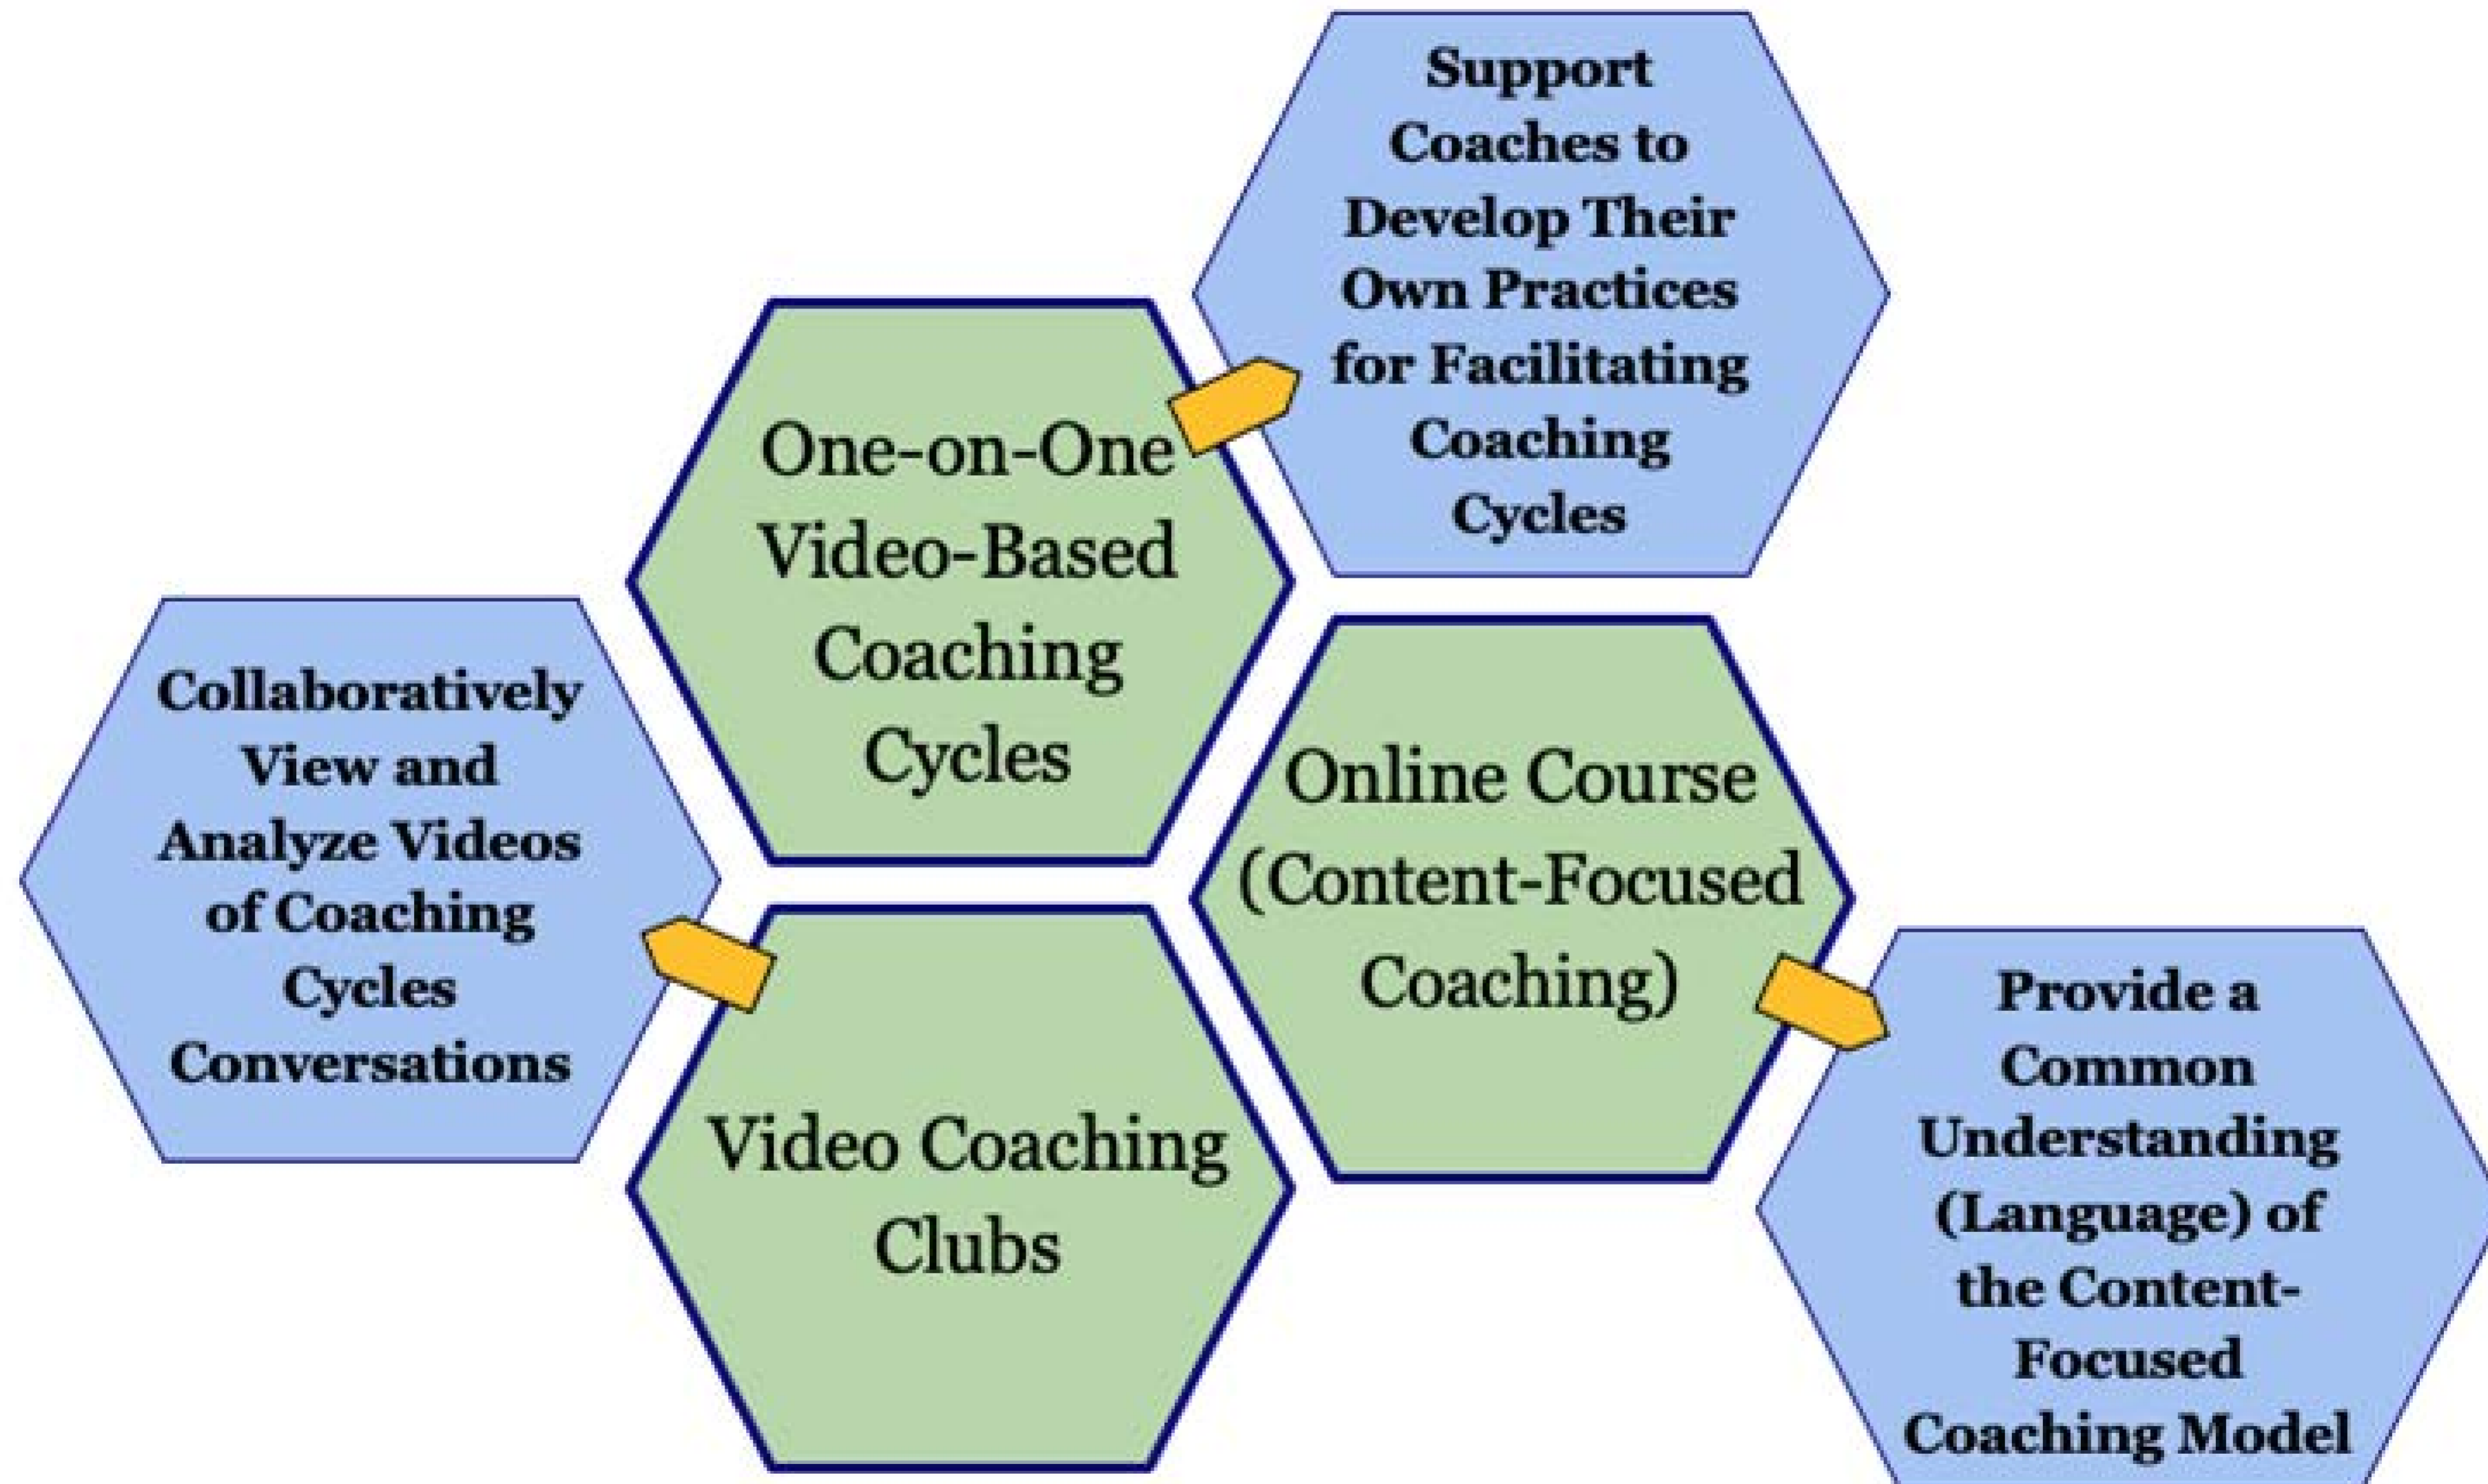 Support
Coaches to
Develop Their
Own Practices
for Facilitating
Coaching
Cycles
One-on-One
Video-Based
Coaching
Cycles
Collaboratively
View and
Analyze Videos
of Coaching
Cycles
Conversations
Online Course
(Content-Focused
Coaching)
Video Coaching
Clubs
Provide a
Common
Understanding
(Language) of
the Content-
Focused
Coaching Model